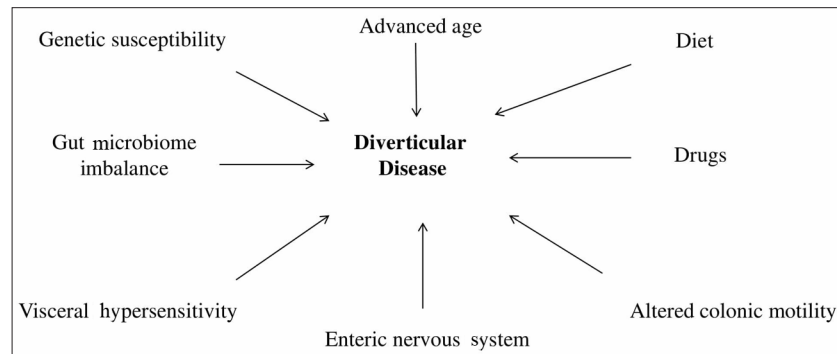 Genetic susceptibility
Advanced age
Diet
Gut microbiome
imbalance
Diverticular
Disease
Drugs
Visceral hypersensitivity
Enteric nervous system
Altered colonic motility